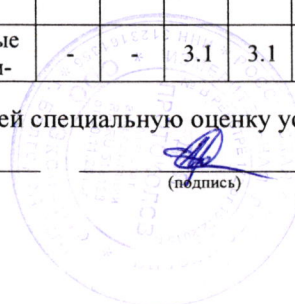 ые
и-
- - 3.1 3.1
ей специальную оценку ус
(подпись)